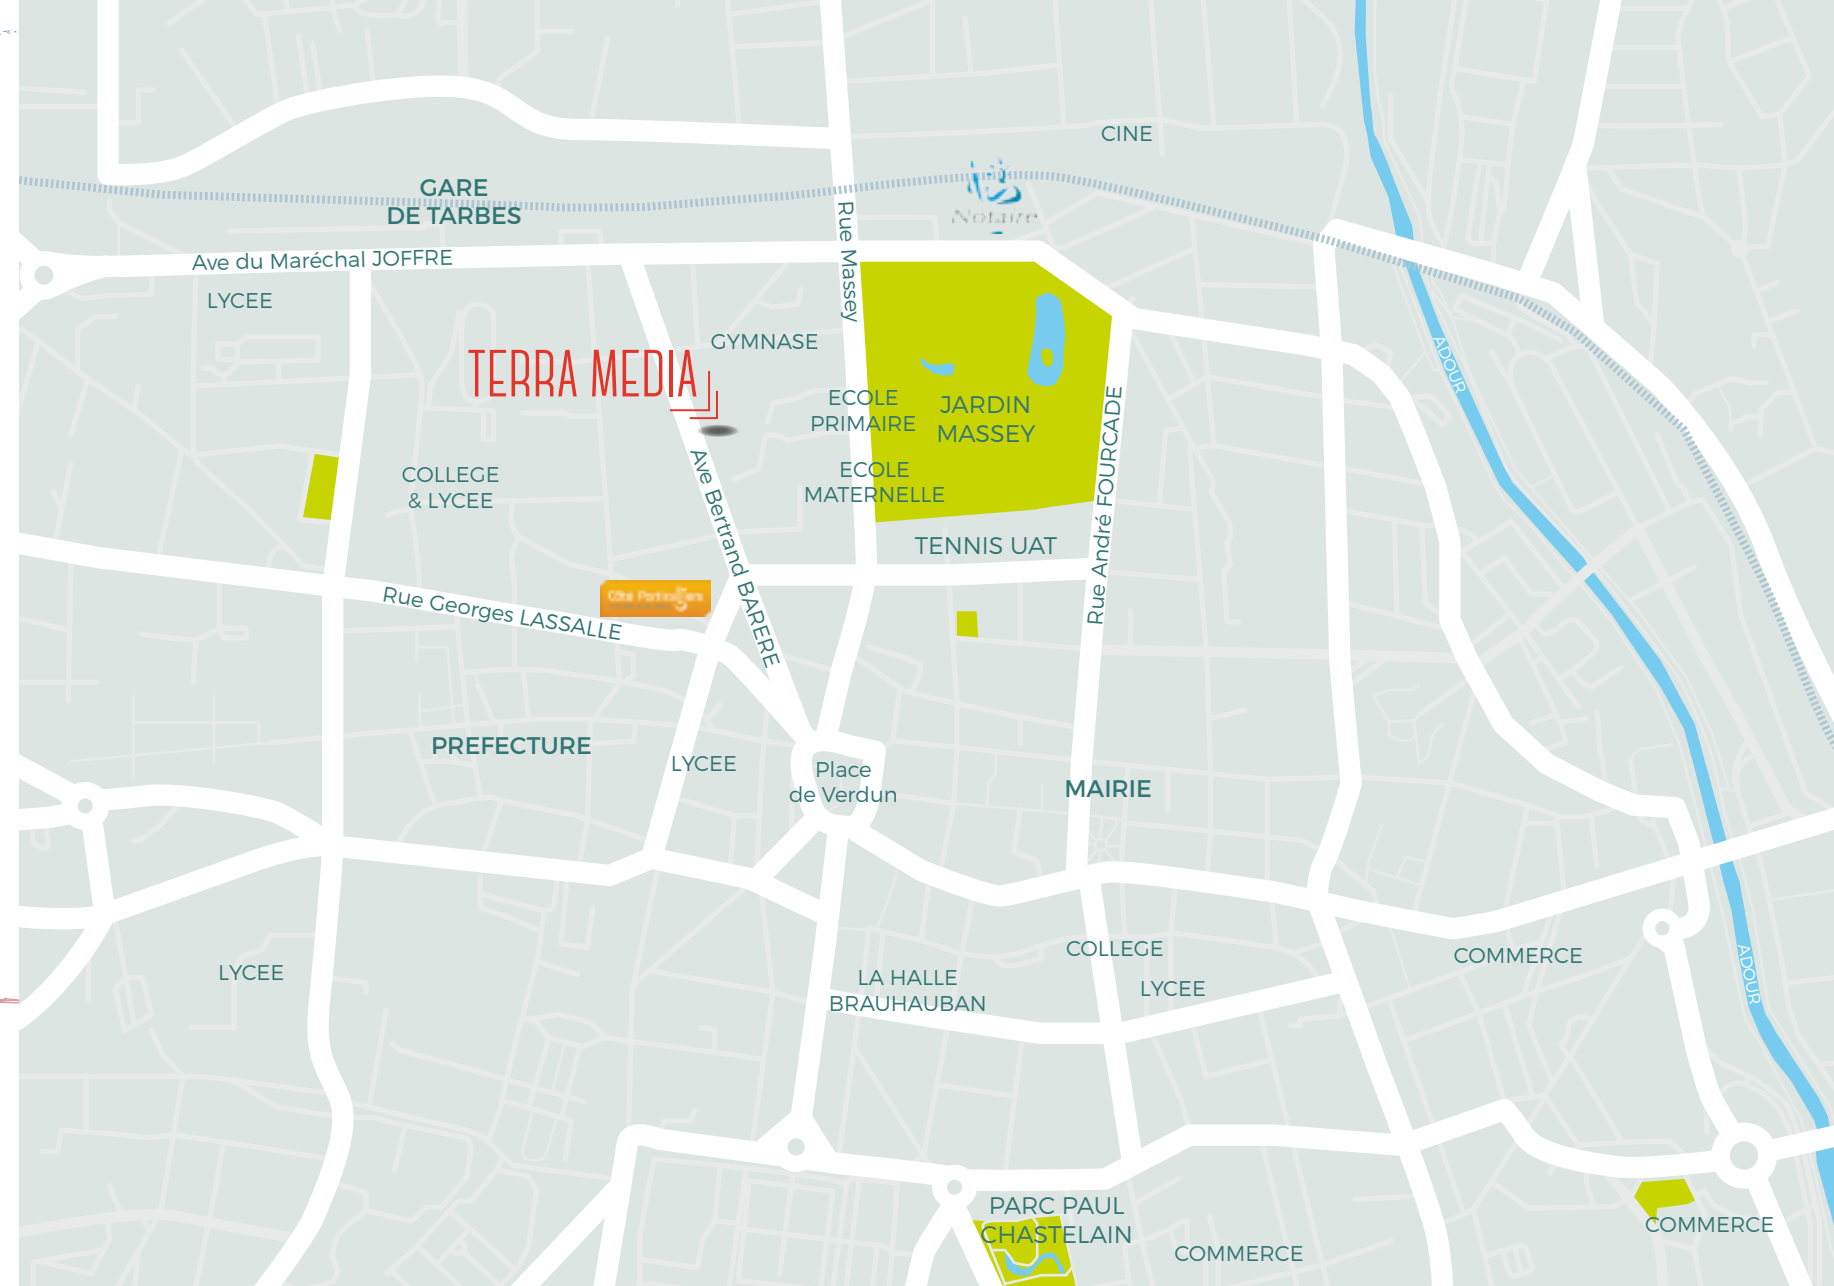 CINE
GARE
DE TARBES
Notaire
Rue Massey
Ave du Maréchal JOFFRE
LYCEE
GYMNASE
TERRA MEDIA
ADOUR
ECOLE
PRIMAIRE
JARDIN
MASSEY
Rue André FOURCADE
COLLEGE
& LYCEE
ECOLE
MATERNELLE
Ave Bertrand BARERE
TENNIS UAT
Côté Particuliers
Rue Georges LASSALLE
PREFECTURE
LYCEE
Place
de Verdun
MAIRIE
COLLEGE
COMMERCE
LYCEE
LA HALLE
BRAUHAUBAN
LYCEE
ADOUR
PARC PAUL
CHASTELAIN
COMMERCE
COMMERCE